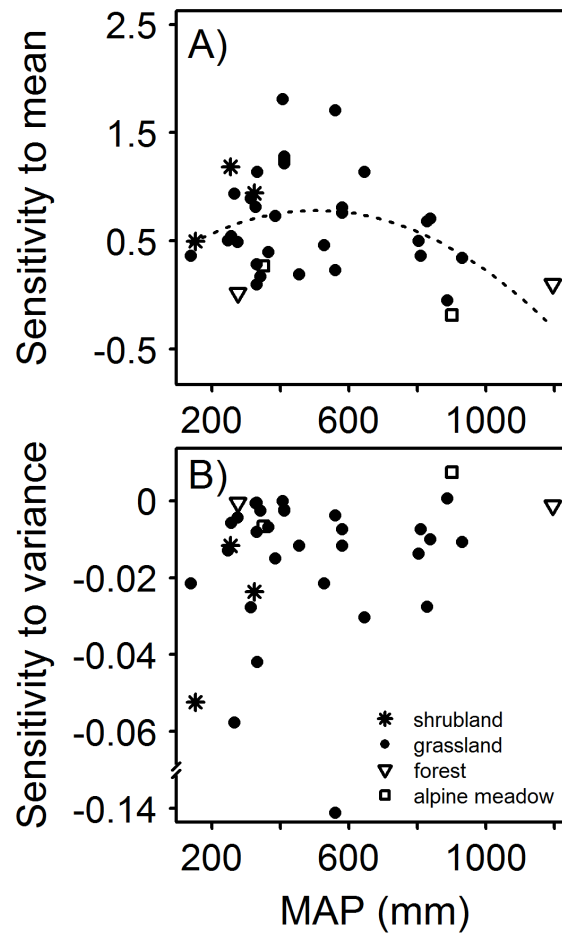 A)
Sensitivity to mean
2.5
1.5
0.5
-0.5
200 600 1000
B)
Sensitivity to variance
0
-0.02
-0.04
-0.06
-0.14
shrubland
grassland
forest
alpine meadow
200 600 1000
MAP (mm)